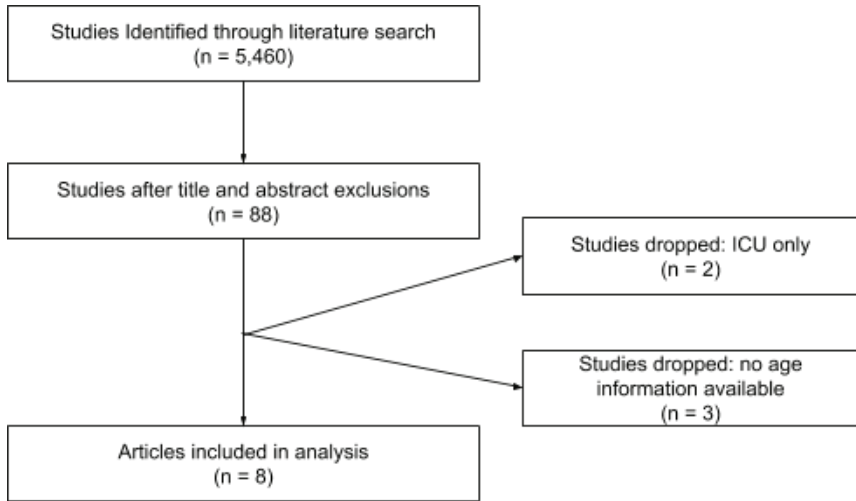 Studies Identified through literature search
(n = 5,460)
Studies after title and abstract exclusions
(n = 88)
Studies dropped: ICU only
(n = 2)
Studies dropped: no age
information available
(n = 3)
Articles included in analysis
(n = 8)